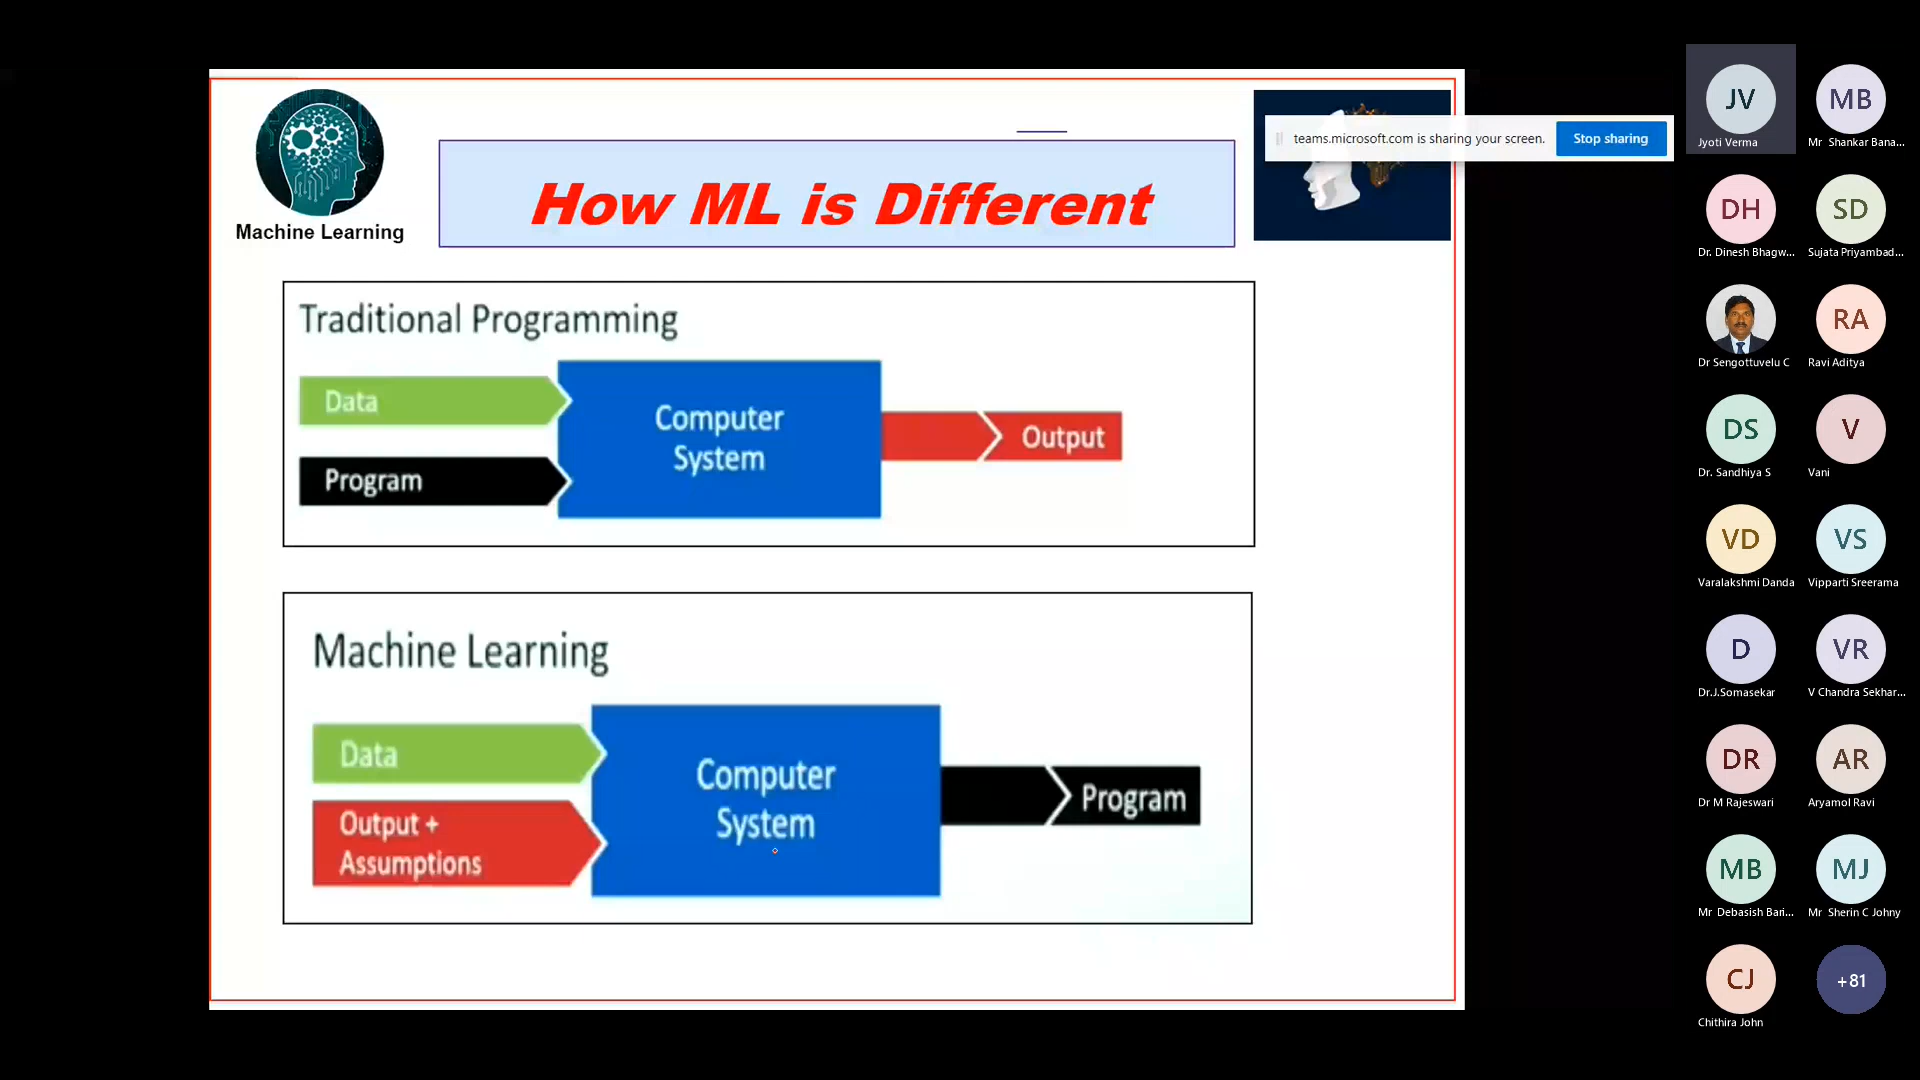 Machine Learning
How ML is Different
teams.microsoft.com is sharing your screen.
Stop sharing
Traditional Programming
Data
Program
Computer
System
Output
Machine Learning
Data
Output +
Assumptions
Computer
System
Program
JV
Jyoti Verma
MB
Mr Shankar Bana...
DH
Dr. Dinesh Bhagw...
SD
Sujata Priyambad...
Dr Sengottuvelu C
RA
Ravi Aditya
DS
Dr. Sandhiya S
V
Vani
VD
Varalakshmi Danda
VS
Vipparti Sreerama
D
Dr.J.Somasekar
VR
V Chandra Sekhar...
DR
Dr M Rajeswari
AR
Aryamol Ravi
MB
Mr Debasish Bari...
MJ
Mr Sherin C Johny
CJ
Chithira John
+81